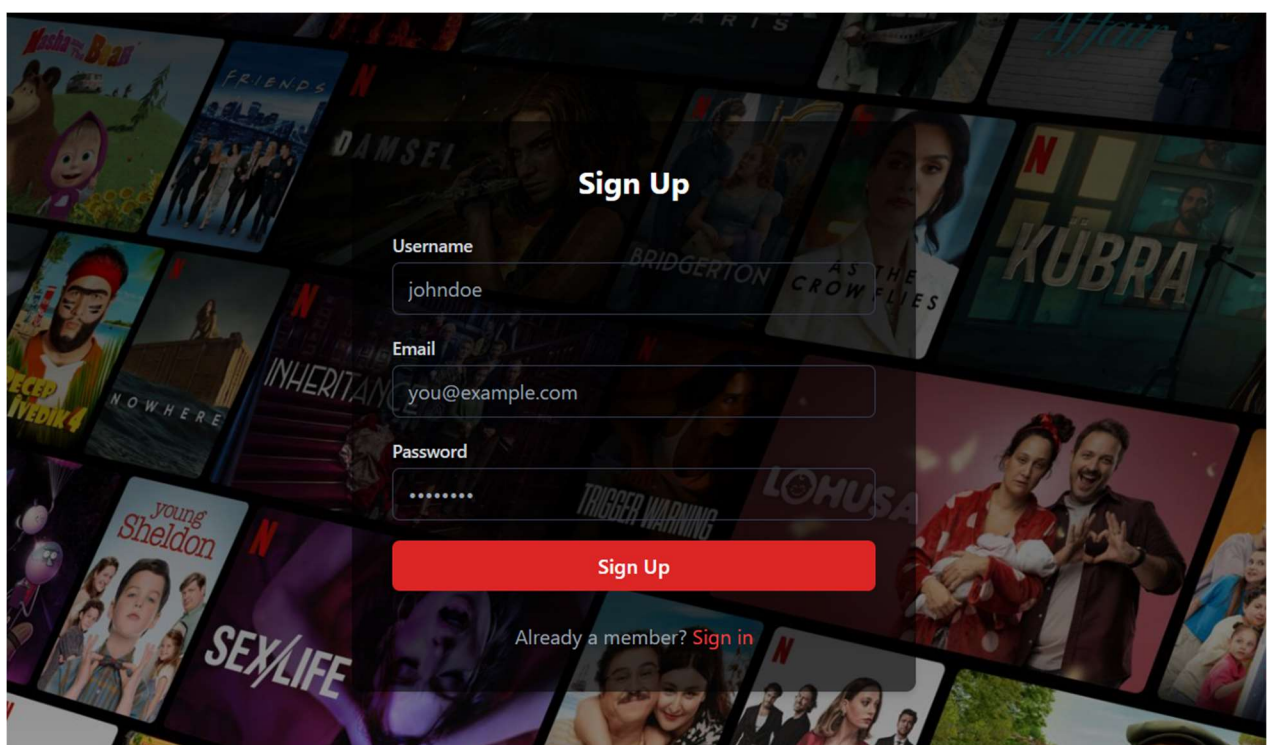 PARIS
Affair
Masha and The Bear
FRIENDS
N
DAMSEL
N
N
Sign Up
Username
johndoe
BRIDGERTON
AS THE
CROW FLIES
KÜBRA
N
N
Email
you@example.com
INHERITANCE
NOWHERE
RECEP
İVEDİK 4
N
Password
••••••••
TRIGGER WARNING
LOHUSA
young
Sheldon
N
Sign Up
SEX/LIFE
Already a member? Sign in
N